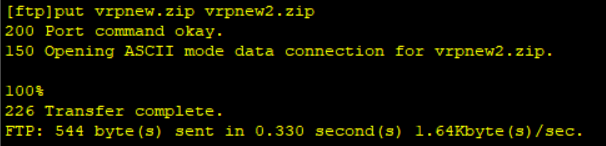 [ftp]put vrpnew.zip vrpnew2.zip
200 Port command okay.
150 Opening ASCII mode data connection for vrpnew2.zip.
100%
226 Transfer complete.
FTP: 544 byte(s) sent in 0.330 second(s) 1.64Kbyte(s)/sec.